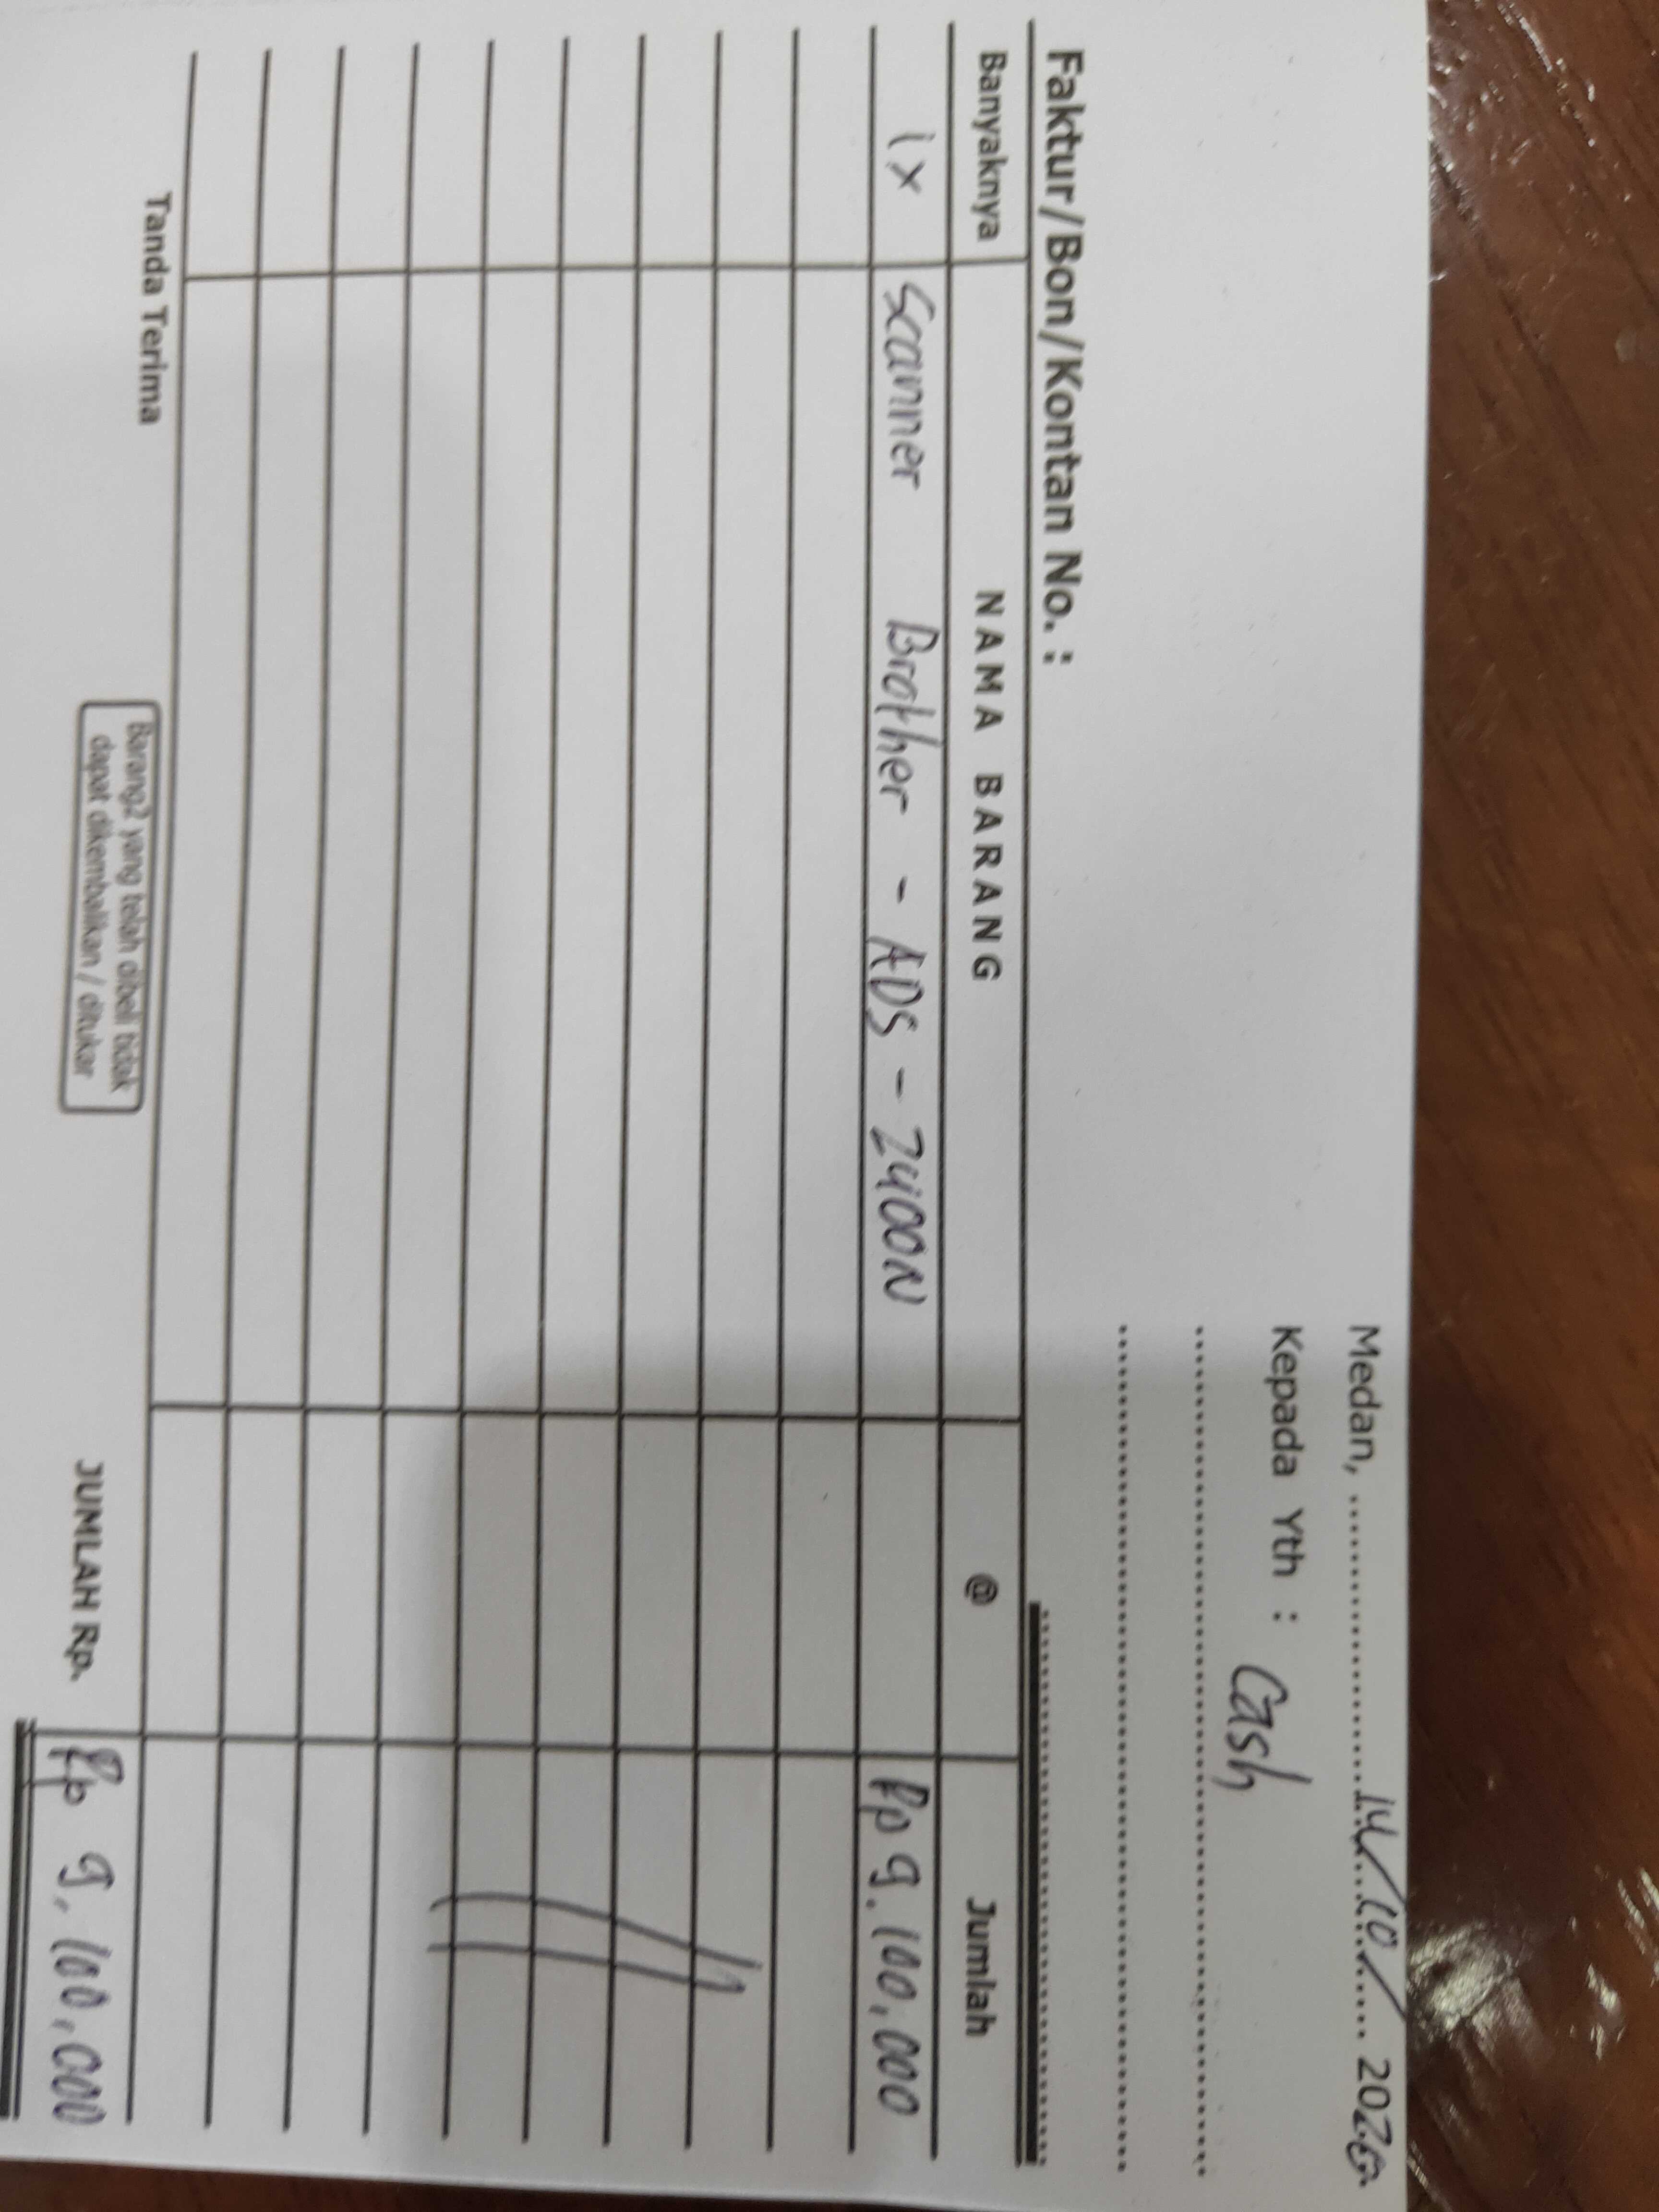 Medan, 14/10/
Kepada Yth : Cash
Faktur/Bon/Kontan No. :
Banyaknya NAMA BARANG @ Jumlah
1x Scanner Brother - ADS - 2400N Rp 9.100,000
Tanda Terima
Barang2 yang telah dibeli tidak
dapat dikembalikan / ditukar
JUMLAH Rp. Rp 9,100,000